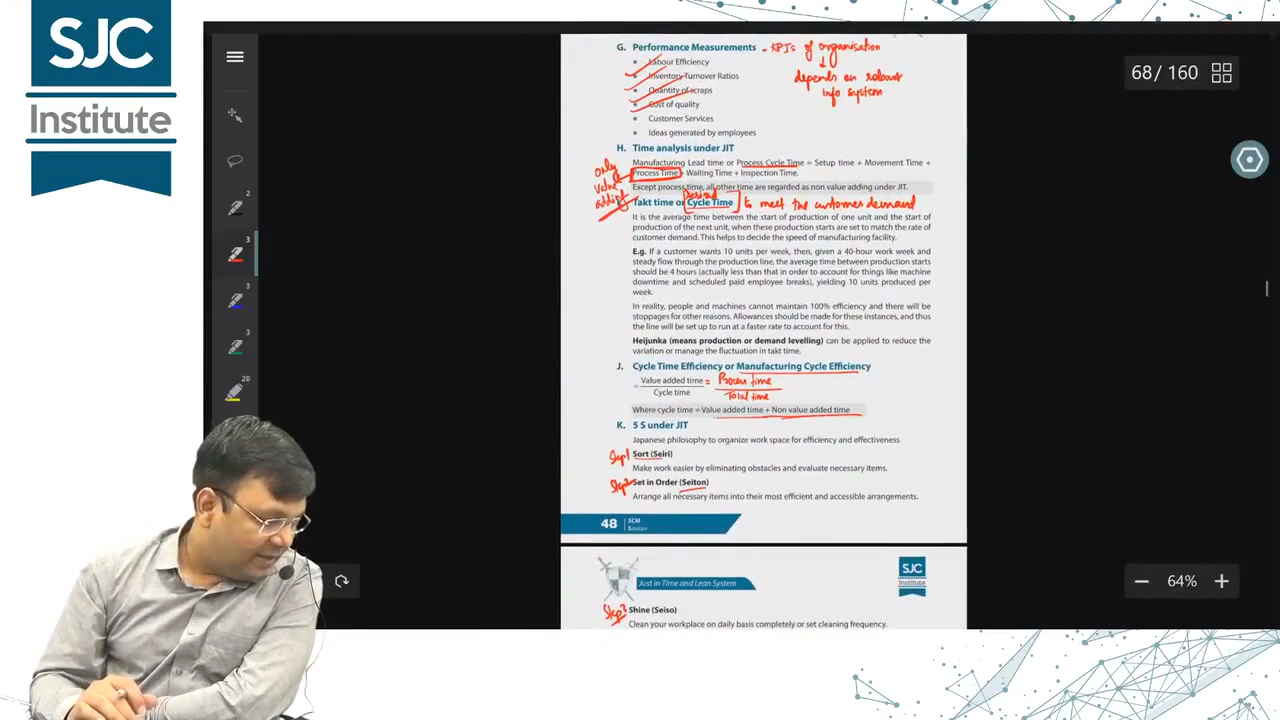 SJC
Institute
68 / 160
G. Performance Measurements - KPI's of organisation
• Labour Efficiency
• Inventory Turnover Ratios
• Quantity of scraps
• Cost of quality
• Customer Services
• Ideas generated by employees
↓
depends on robust
info system
H. Time analysis under JIT
Manufacturing Lead time or Process Cycle Time = Setup time + Movement Time +
Process Time + Waiting Time + Inspection Time.
Except process time, all other time are regarded as non value adding under JIT.
only
value
adding
Desired
Takt time or Cycle Time to meet the customer demand
It is the average time between the start of production of one unit and the start of
production of the next unit, when these production starts are set to match the rate of
customer demand. This helps to decide the speed of manufacturing facility.
E.g. If a customer wants 10 units per week, then, given a 40-hour work week and
steady flow through the production line, the average time between production starts
should be 4 hours (actually less than that in order to account for things like machine
downtime and scheduled paid employee breaks), yielding 10 units produced per
week.
In reality, people and machines cannot maintain 100% efficiency and there will be
stoppages for other reasons. Allowances should be made for these instances, and thus
the line will be set up to run at a faster rate to account for this.
Heijunka (means production or demand levelling) can be applied to reduce the
variation or manage the fluctuation in takt time.
J. Cycle Time Efficiency or Manufacturing Cycle Efficiency
= Value added time = Process time
Cycle time Total time
Where cycle time = Value added time + Non value added time
K. 5 S under JIT
Japanese philosophy to organize work space for efficiency and effectiveness
Step1 Sort (Seiri)
Make work easier by eliminating obstacles and evaluate necessary items.
Step2 Set in Order (Seiton)
Arrange all necessary items into their most efficient and accessible arrangements.
48 SCM
Saviour
Just in Time and Lean System
SJC
Institute
Step3 Shine (Seiso)
Clean your workplace on daily basis completely or set cleaning frequency.
2
3
3
3
20
64%